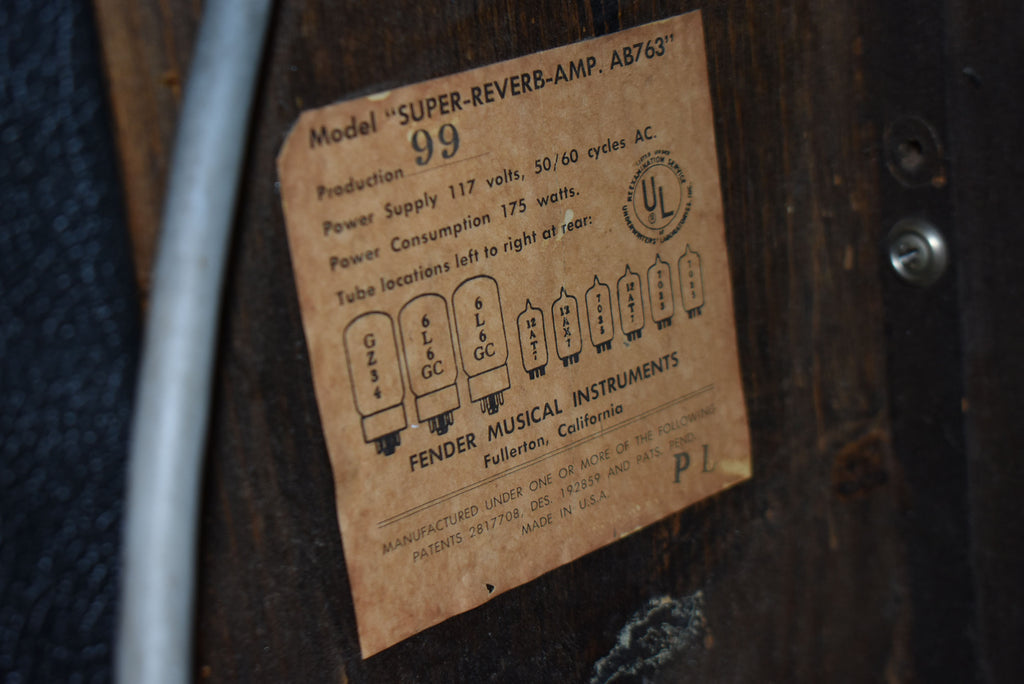 Model "SUPER-REVERB-AMP. AB763"
Production 99
Power Supply 117 volts, 50/60 cycles AC.
Power Consumption 175 watts.
Tube locations left to right at rear:
UL
®
GZ34
6L6GC
6L6GC
12AT7
12AX7
7025
12AT7
7025
7025
FENDER MUSICAL INSTRUMENTS
Fullerton, California
MANUFACTURED UNDER ONE OR MORE OF THE FOLLOWING
PATENTS 2817708, DES. 192859 AND PATS. PEND.
MADE IN U.S.A.
PL